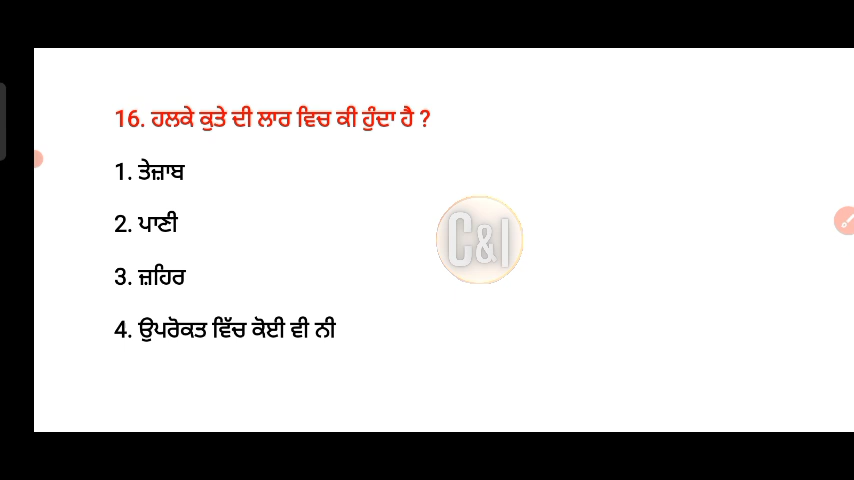 16. ਹਲਕੇ ਕੁਤੇ ਦੀ ਲਾਰ ਵਿਚ ਕੀ ਹੁੰਦਾ ਹੈ ?
1. ਤੇਜ਼ਾਬ
2. ਪਾਣੀ
C&I
3. ਜ਼ਹਿਰ
4. ਉਪਰੋਕਤ ਵਿੱਚ ਕੋਈ ਵੀ ਨੀ